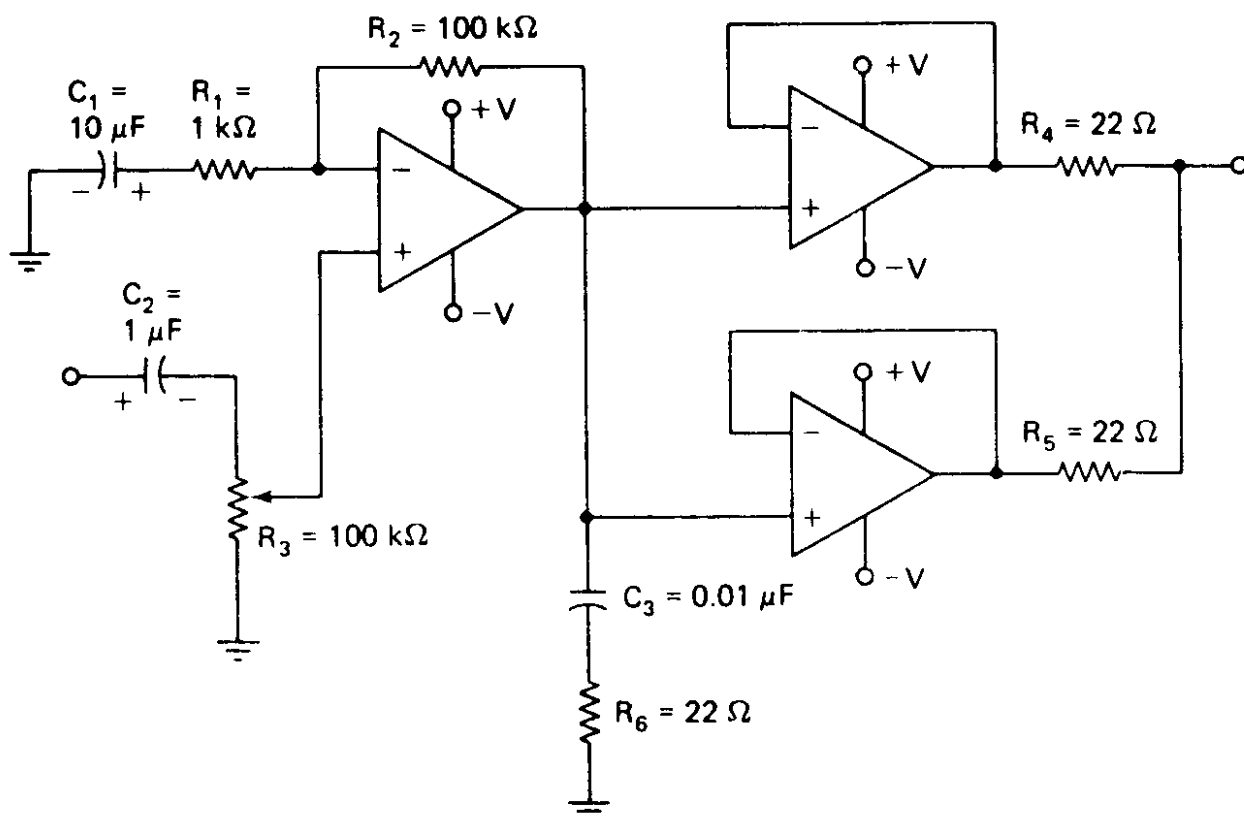 R2 = 100 kΩ
C1 =
10 μF
R1 =
1 kΩ
+V
+V
R4 = 22 Ω
−
+
−
+
−
+
−V
−V
C2 =
1 μF
+
−
R3 = 100 kΩ
+V
R5 = 22 Ω
−
+
−V
C3 = 0.01 μF
R6 = 22 Ω